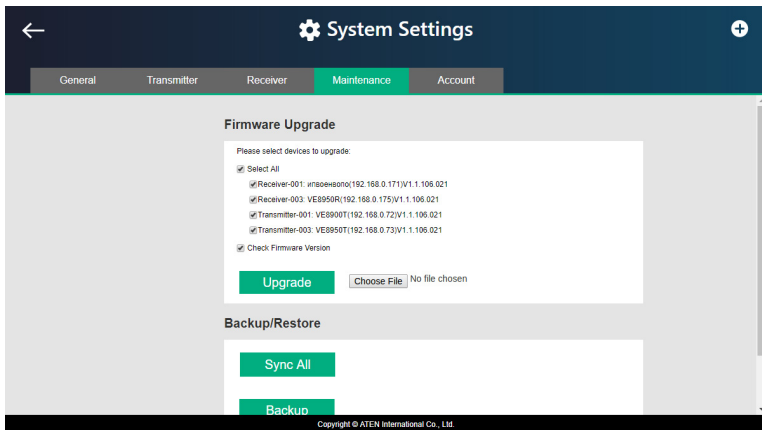 System Settings
General Transmitter Receiver Maintenance Account
Firmware Upgrade
Please select devices to upgrade:
Select All
Receiver-001: ипвоенвопо(192.168.0.171)V1.1.106.021
Receiver-003: VE8950R(192.168.0.175)V1.1.106.021
Transmitter-001: VE8900T(192.168.0.72)V1.1.106.021
Transmitter-003: VE8950T(192.168.0.73)V1.1.106.021
Check Firmware Version
Upgrade Choose File No file chosen
Backup/Restore
Sync All
Backup
Copyright © ATEN International Co., Ltd.